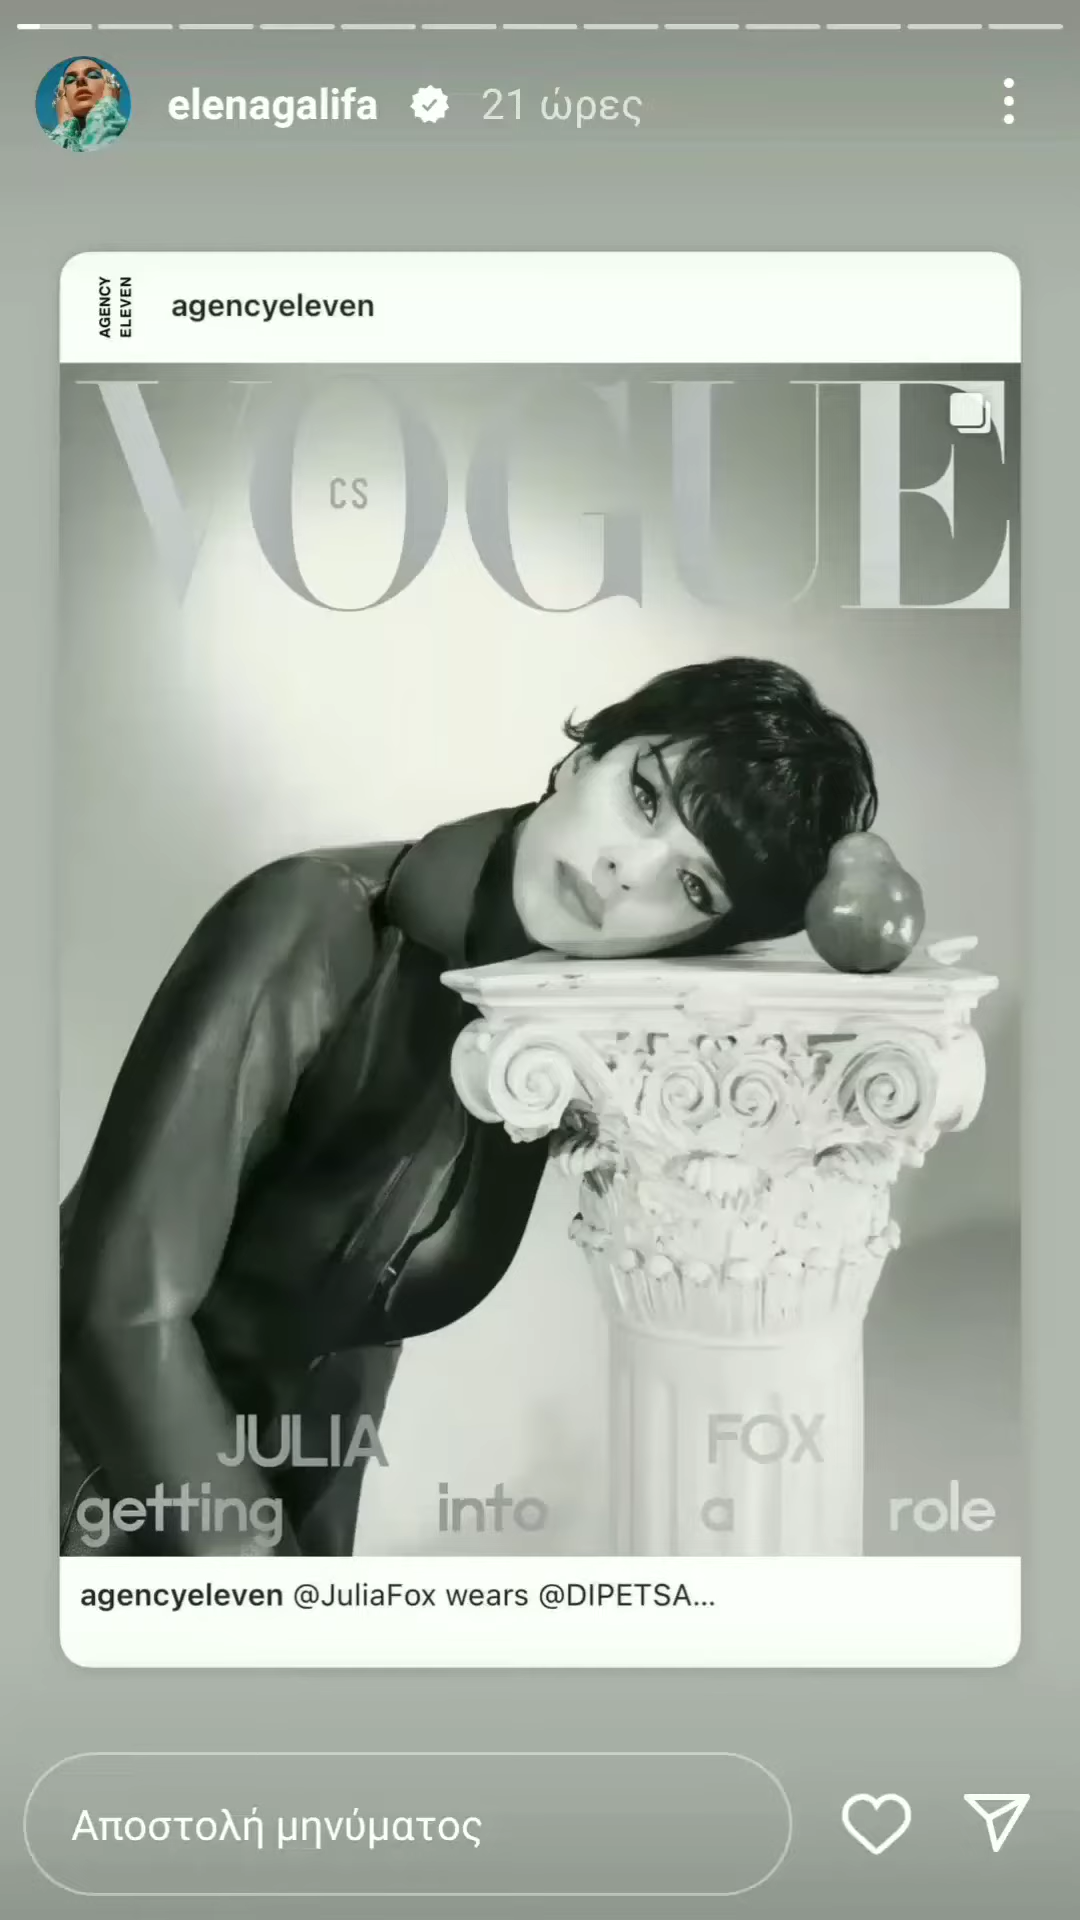 elenagalifa 21 ώρες
AGENCY
ELEVEN
agencyeleven
VOGUE
CS
JULIA FOX
getting into a role
agencyeleven @JuliaFox wears @DIPETSA...
Αποστολή μηνύματος